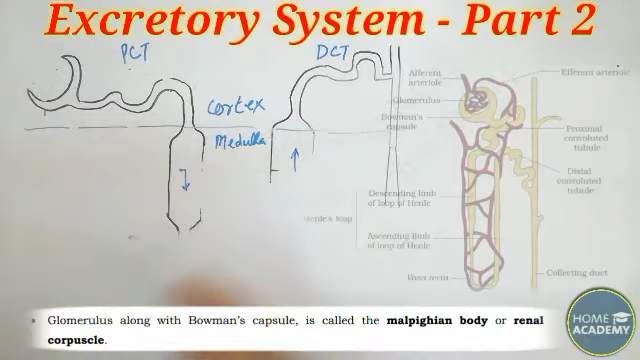 Excretory System - Part 2
PCT
DCT
Cortex
Medulla
Afferent
arteriole
Efferent arteriole
Glomerulus
Bowman's
capsule
Proximal
convoluted
tubule
Distal
convoluted
tubule
Descending limb
of loop of Henle
Henle's loop
Ascending limb
of loop of Henle
Vasa recta
Collecting duct
Glomerulus along with Bowman's capsule, is called the malpighian body or renal
corpuscle.
HOME
ACADEMY